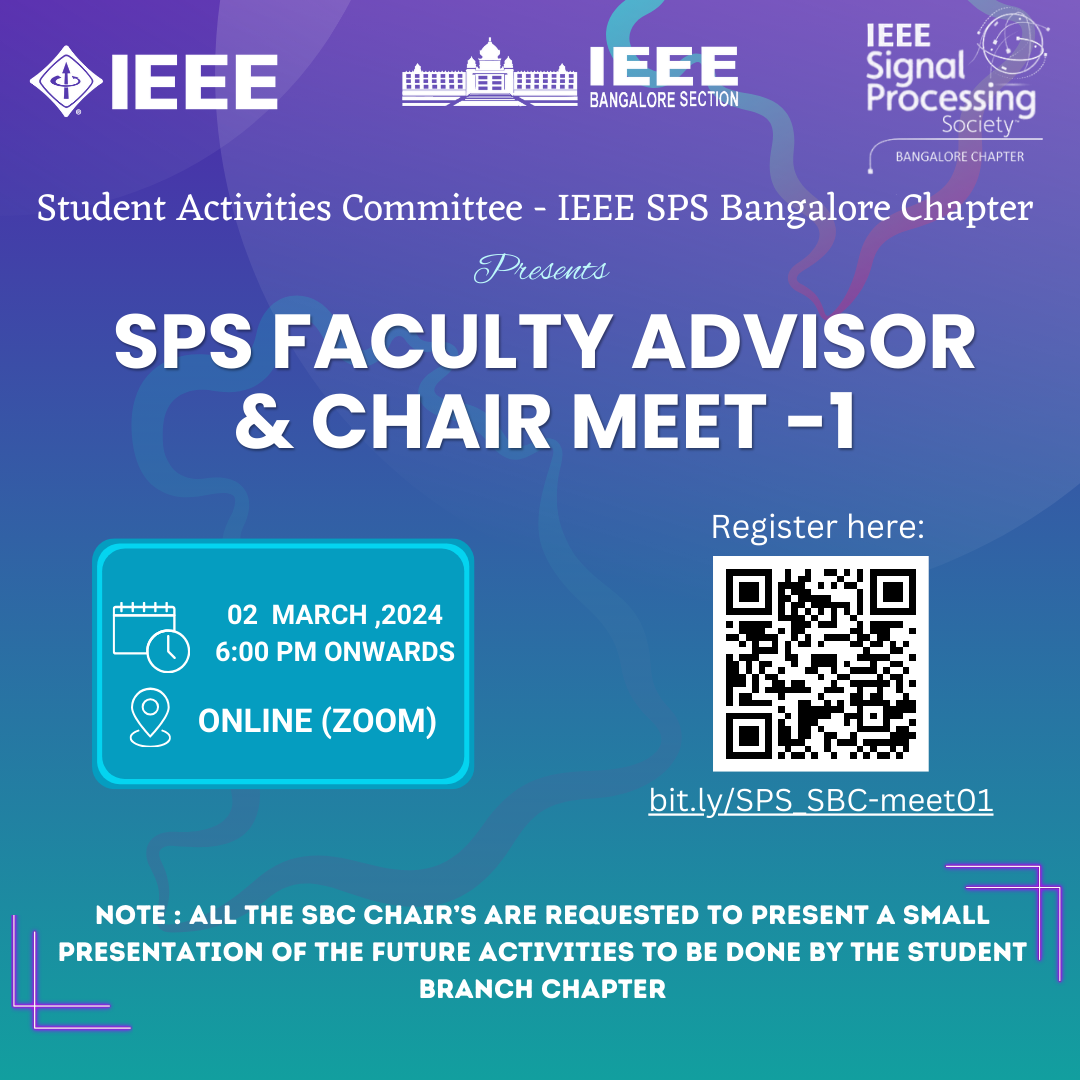 IEEE
IEEE
BANGALORE SECTION
IEEE
Signal
Processing
Society™
BANGALORE CHAPTER
Student Activities Committee - IEEE SPS Bangalore Chapter
Presents
SPS FACULTY ADVISOR
& CHAIR MEET -1
Register here:
02 MARCH ,2024
6:00 PM ONWARDS
ONLINE (ZOOM)
bit.ly/SPS_SBC-meet01
NOTE : ALL THE SBC CHAIR'S ARE REQUESTED TO PRESENT A SMALL
PRESENTATION OF THE FUTURE ACTIVITIES TO BE DONE BY THE STUDENT
BRANCH CHAPTER